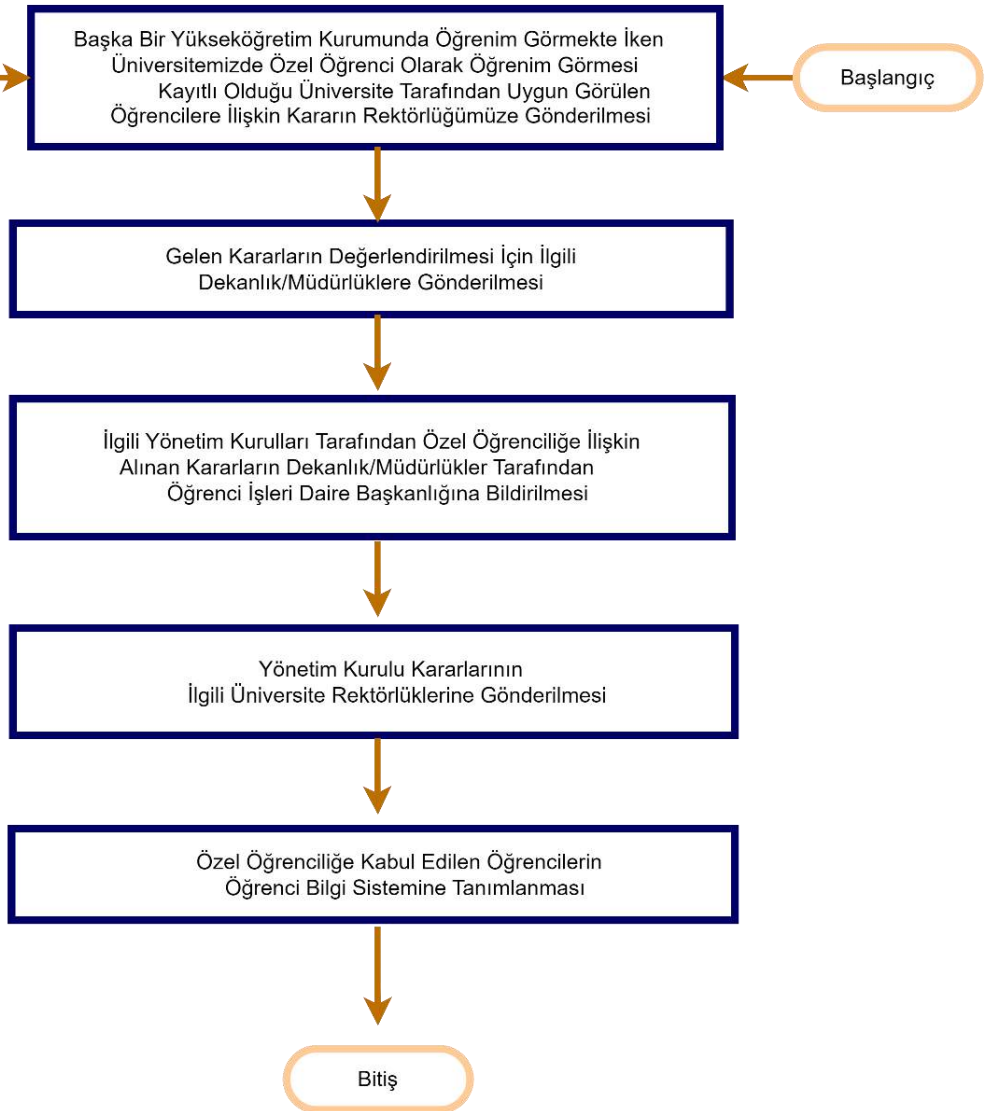 Başka Bir Yükseköğretim Kurumunda Öğrenim Görmekte İken
Üniversitemizde Özel Öğrenci Olarak Öğrenim Görmesi
Kayıtlı Olduğu Üniversite Tarafından Uygun Görülen
Öğrencilere İlişkin Kararın Rektörlüğümüze Gönderilmesi
Başlangıç
Gelen Kararların Değerlendirilmesi İçin İlgili
Dekanlık/Müdürlüklere Gönderilmesi
İlgili Yönetim Kurulları Tarafından Özel Öğrenciliğe İlişkin
Alınan Kararların Dekanlık/Müdürlükler Tarafından
Öğrenci İşleri Daire Başkanlığına Bildirilmesi
Yönetim Kurulu Kararlarının
İlgili Üniversite Rektörlüklerine Gönderilmesi
Özel Öğrenciliğe Kabul Edilen Öğrencilerin
Öğrenci Bilgi Sistemine Tanımlanması
Bitiş